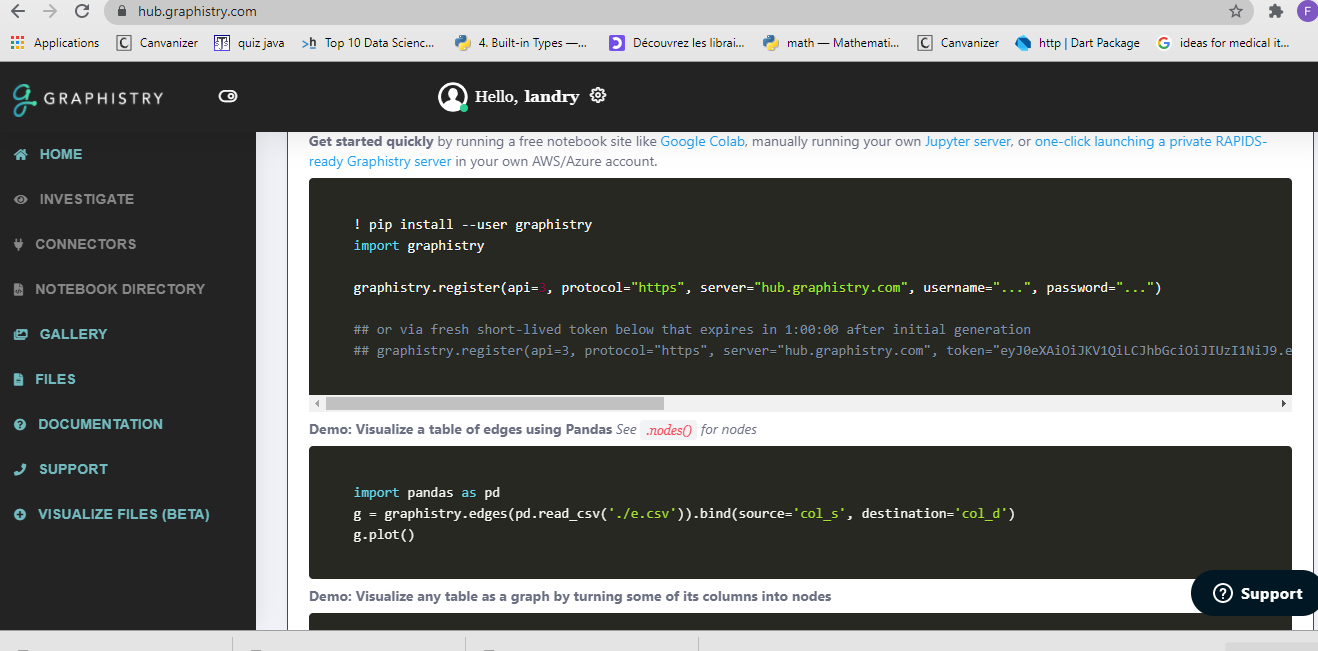 hub.graphistry.com
F
Applications
Canvanizer
quiz java
Top 10 Data Scienc...
4. Built-in Types —...
Découvrez les librai...
math — Mathemati...
Canvanizer
http | Dart Package
ideas for medical it...
GRAPHISTRY
Hello, landry
HOME
INVESTIGATE
CONNECTORS
NOTEBOOK DIRECTORY
GALLERY
FILES
DOCUMENTATION
SUPPORT
VISUALIZE FILES (BETA)
Get started quickly by running a free notebook site like Google Colab, manually running your own Jupyter server, or one-click launching a private RAPIDS-
ready Graphistry server in your own AWS/Azure account.
! pip install --user graphistry
import graphistry
graphistry.register(api=3, protocol="https", server="hub.graphistry.com", username="...", password="...")
## or via fresh short-lived token below that expires in 1:00:00 after initial generation
## graphistry.register(api=3, protocol="https", server="hub.graphistry.com", token="eyJ0eXAiOiJKV1QiLCJhbGciOiJIUzI1NiJ9.e
Demo: Visualize a table of edges using Pandas See .nodes() for nodes
import pandas as pd
g = graphistry.edges(pd.read_csv('./e.csv')).bind(source='col_s', destination='col_d')
g.plot()
Demo: Visualize any table as a graph by turning some of its columns into nodes
Support